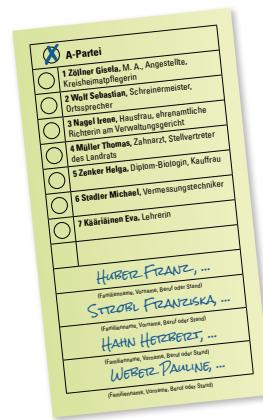 A-Partei
1 Zöllner Gisela, M. A., Angestellte,
Kreisheimatpflegerin
2 Wolf Sebastian, Schreinermeister,
Ortssprecher
3 Nagel Irene, Hausfrau, ehrenamtliche
Richterin am Verwaltungsgericht
4 Müller Thomas, Zahnarzt, Stellvertreter
des Landrats
5 Zenker Helga, Diplom-Biologin, Kauffrau
6 Stadler Michael, Vermessungstechniker
7 Kääriäinen Eva, Lehrerin
Huber Franz, ...
(Familienname, Vorname, Beruf oder Stand)
Strobl Franziska, ...
(Familienname, Vorname, Beruf oder Stand)
Hahn Herbert, ...
(Familienname, Vorname, Beruf oder Stand)
Weber Pauline, ...
(Familienname, Vorname, Beruf oder Stand)